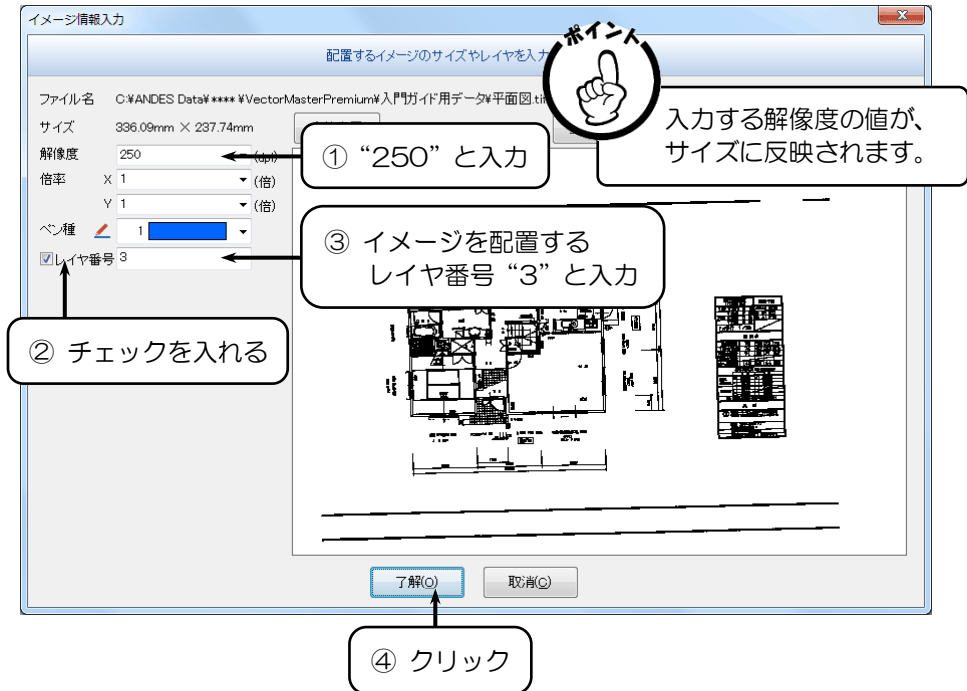 イメージ情報入力
配置するイメージのサイズやレイヤを入力
ポイント
ファイル名 C:¥ANDES Data¥****¥VectorMasterPremium¥入門ガイド用データ¥平面図.tif
入力する解像度の値が、
サイズに反映されます。
サイズ 336.09mm × 237.74mm
解像度 250 (dpi)
① “250” と入力
倍率 X 1 (倍)
Y 1 (倍)
ペン種 1
レイヤ番号 3
③ イメージを配置する
レイヤ番号 “3” と入力
② チェックを入れる
了解(O) 取消(C)
④ クリック